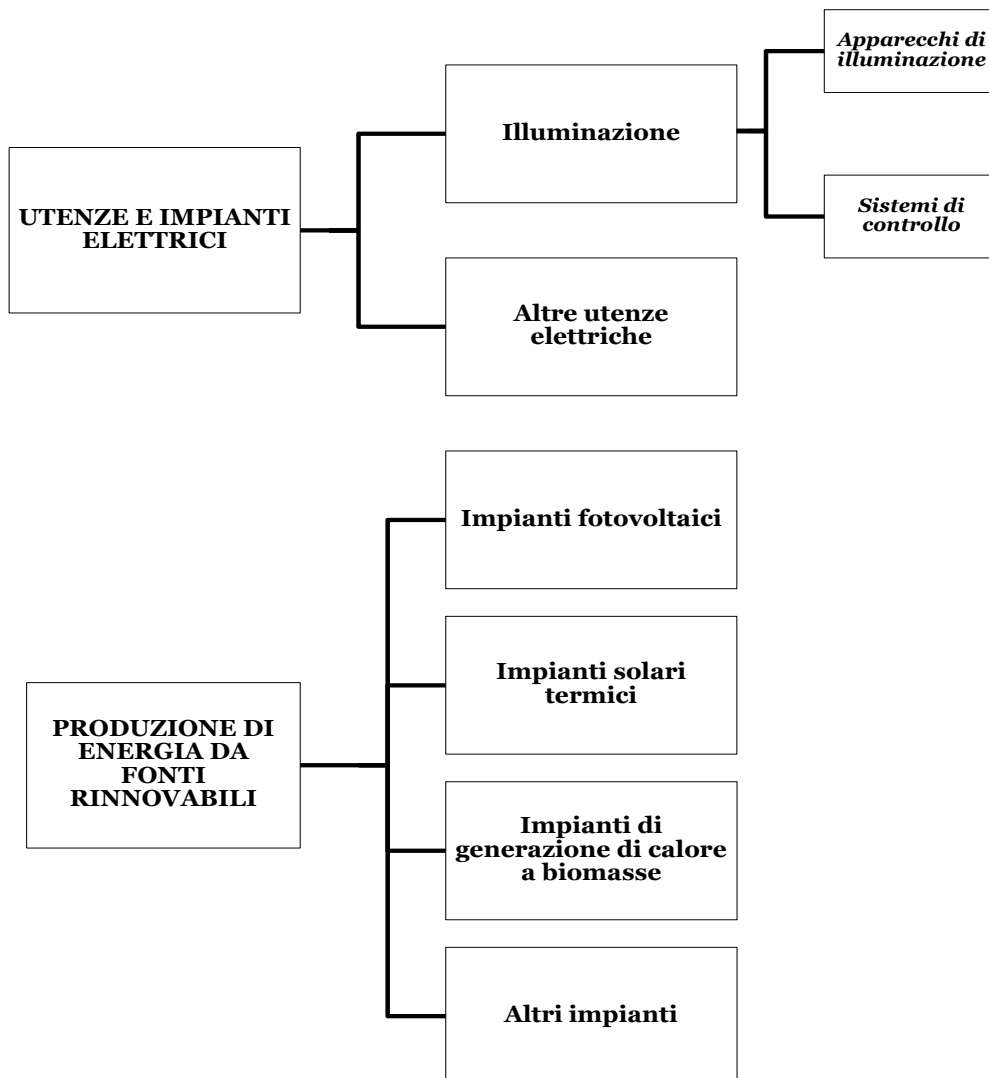 UTENZE E IMPIANTI
ELETTRICI
Illuminazione
Apparecchi di
illuminazione
Sistemi di
controllo
Altre utenze
elettriche
PRODUZIONE DI
ENERGIA DA
FONTI
RINNOVABILI
Impianti fotovoltaici
Impianti solari
termici
Impianti di
generazione di calore
a biomasse
Altri impianti